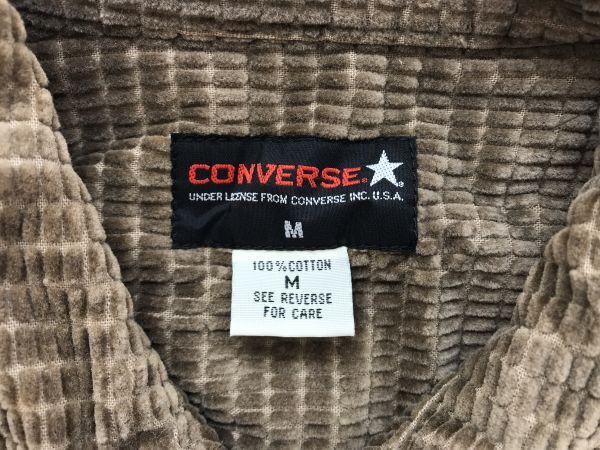 CONVERSE®
UNDER LICENSE FROM CONVERSE INC. U.S.A.
M
100% COTTON
M
SEE REVERSE
FOR CARE